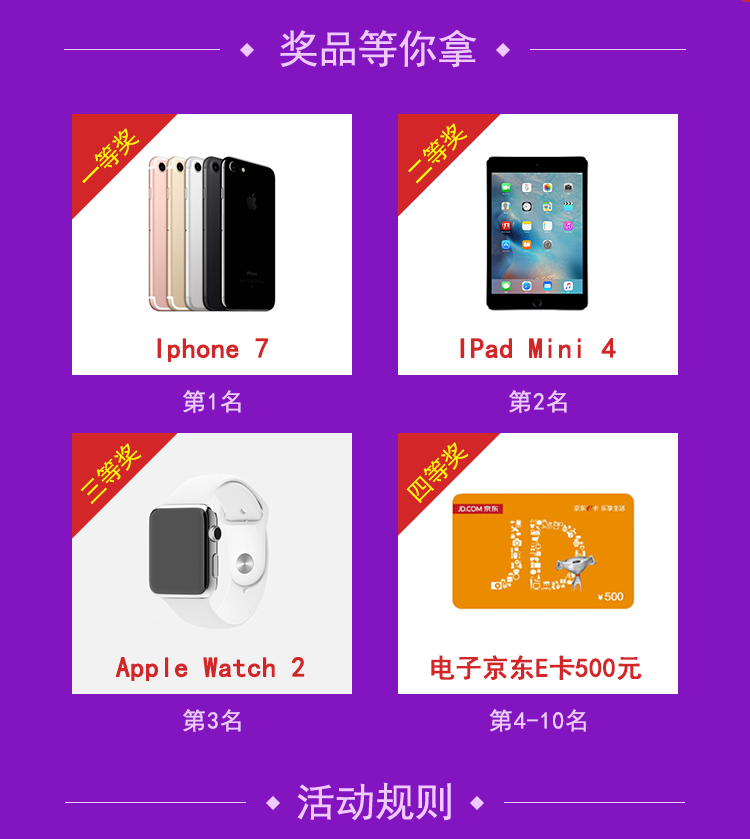 奖品等你拿
一等奖
Iphone 7
第1名
二等奖
IPad Mini 4
第2名
三等奖
Apple Watch 2
第3名
四等奖
JD.COM 京东
京东e卡 乐享生活
JD
¥500
电子京东E卡500元
第4-10名
活动规则